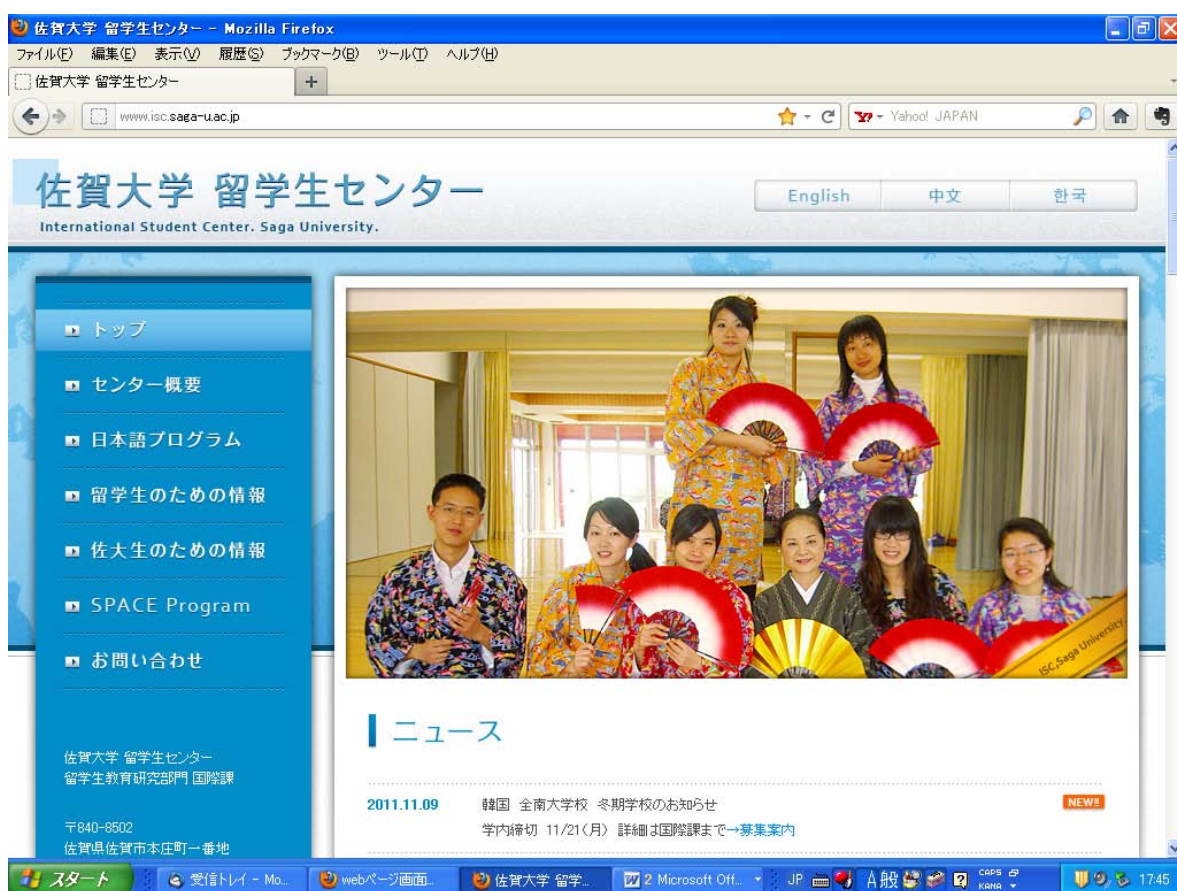 佐賀大学 留学生センター - Mozilla Firefox
ファイル(F) 編集(E) 表示(V) 履歴(S) ブックマーク(B) ツール(T) ヘルプ(H)
佐賀大学 留学生センター +
www.isc.saga-u.ac.jp Yahoo! JAPAN
佐賀大学 留学生センター
International Student Center. Saga University.
English 中文 한국
トップ
センター概要
日本語プログラム
留学生のための情報
佐大生のための情報
SPACE Program
お問い合わせ
佐賀大学 留学生センター
留学生教育研究部門 国際課
〒840-8502
佐賀県佐賀市本庄町一番地
ISC,Saga University.
ニュース
2011.11.09 韓国 全南大学校 冬期学校のお知らせ NEW!!
学内締切 11/21(月) 詳細は国際課まで→募集案内
スタート 受信トレイ - Mo... webページ画面... 佐賀大学 留学... 2 Microsoft Off... JP A 般 CAPS KANA 17:45